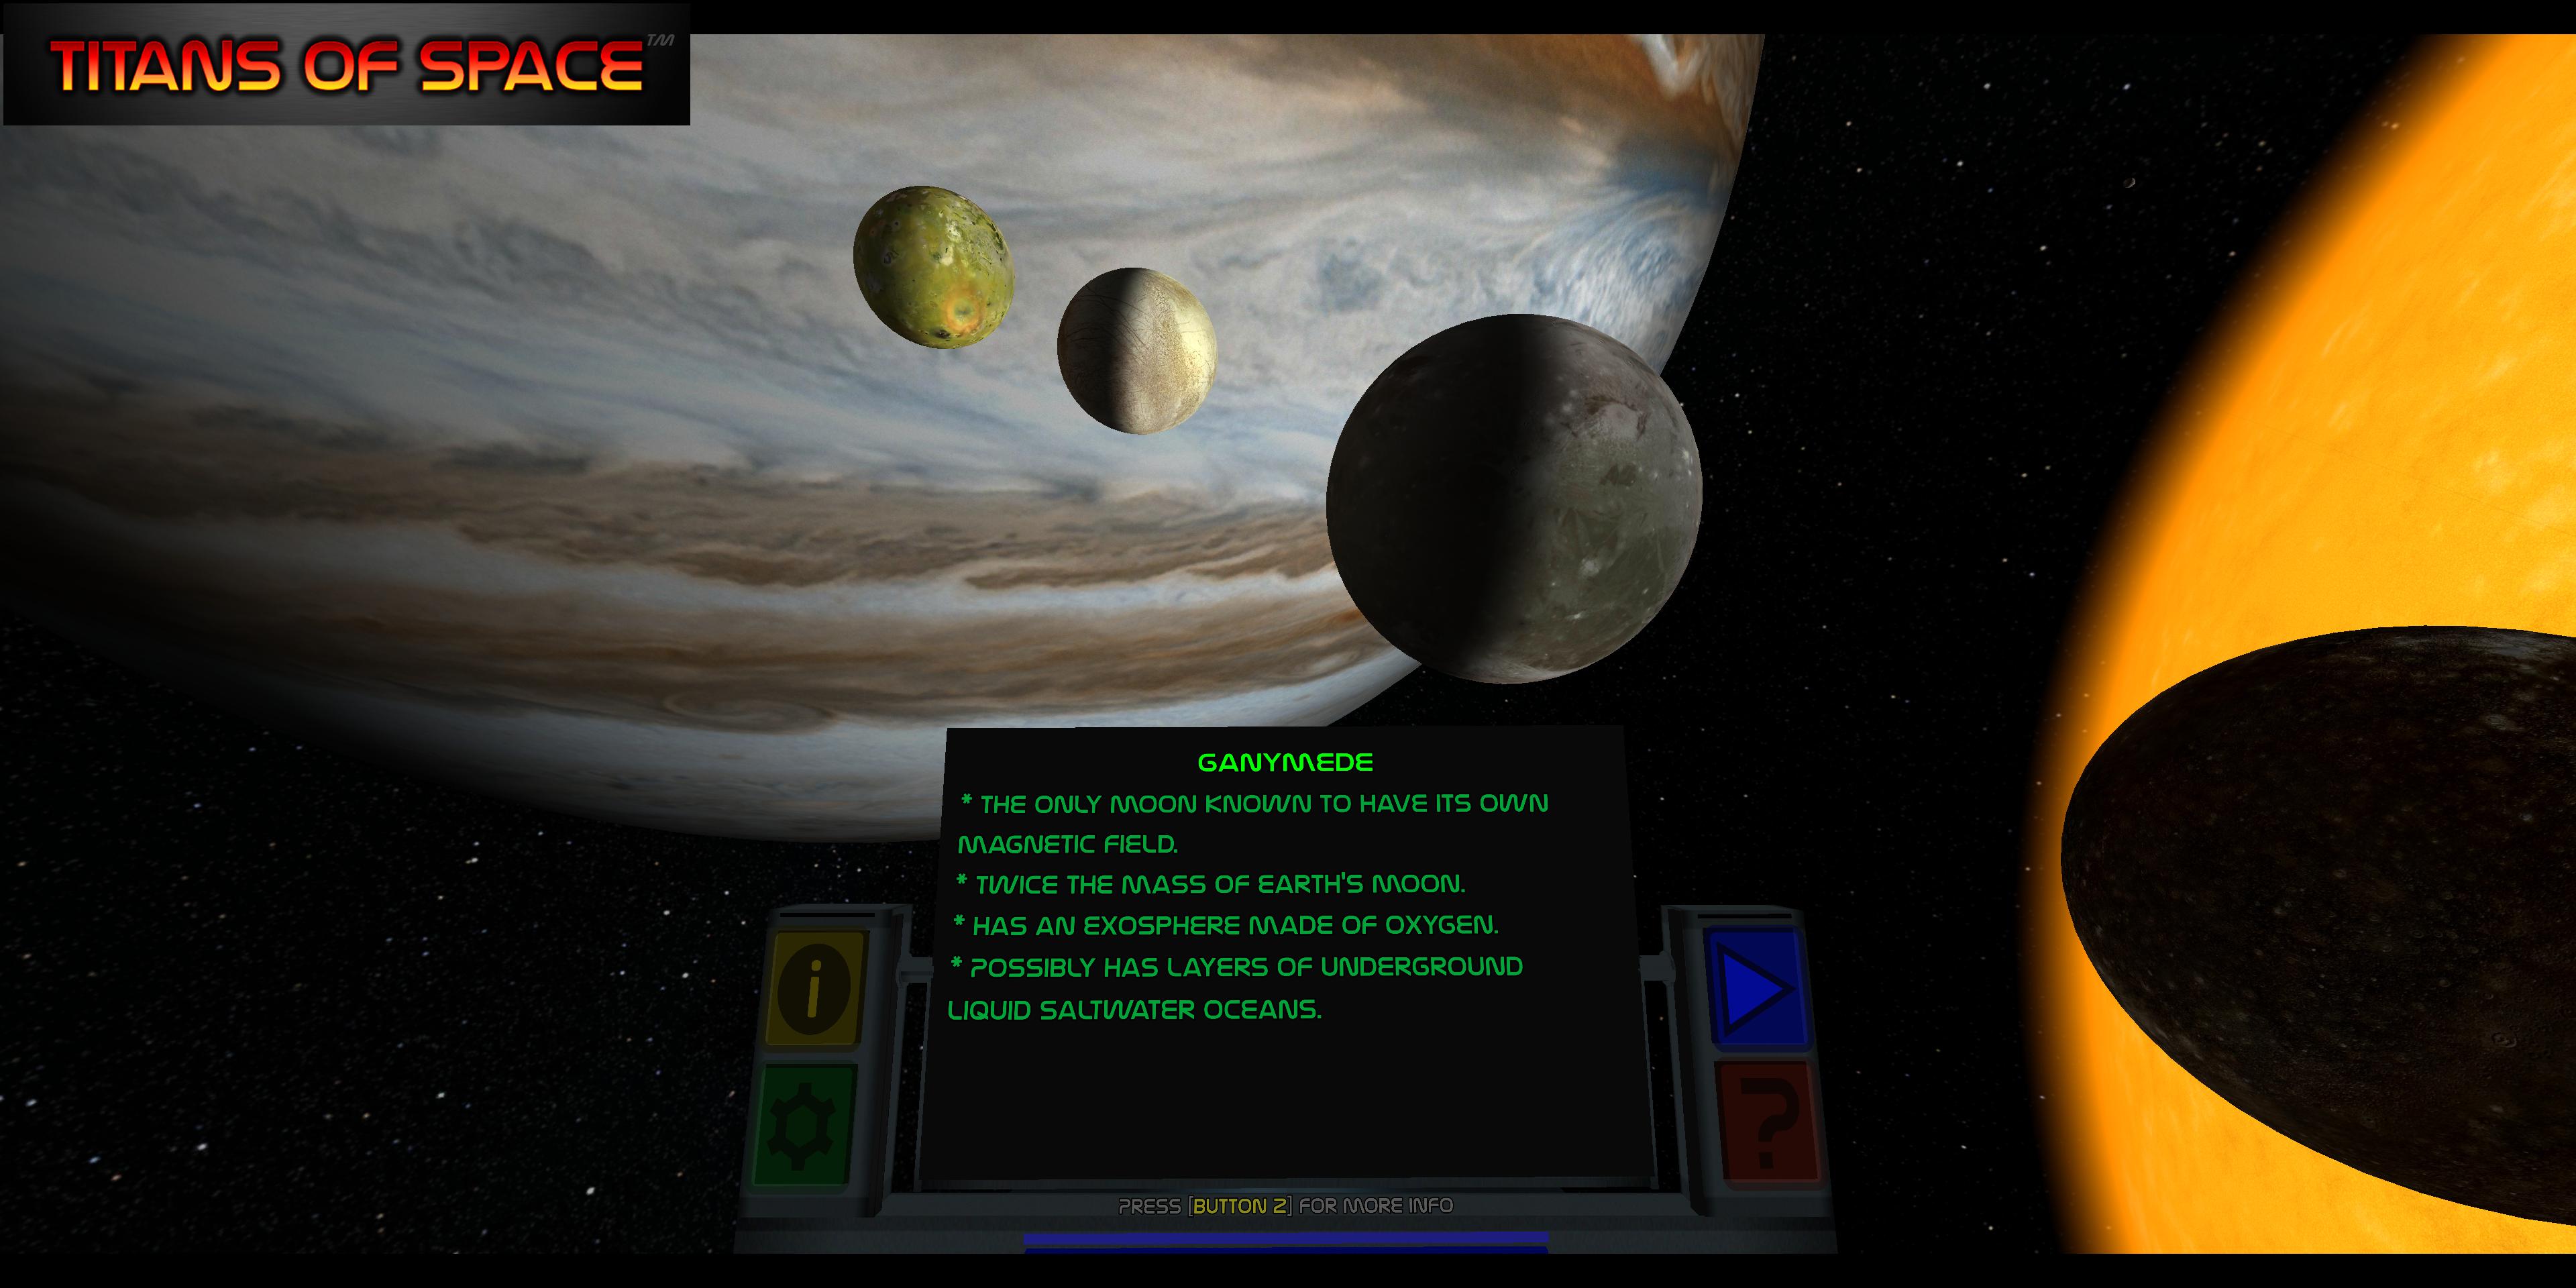 TITANS OF SPACE™
GANYMEDE
* THE ONLY MOON KNOWN TO HAVE ITS OWN
MAGNETIC FIELD.
* TWICE THE MASS OF EARTH'S MOON.
* HAS AN EXOSPHERE MADE OF OXYGEN.
* POSSIBLY HAS LAYERS OF UNDERGROUND
LIQUID SALTWATER OCEANS.
i
?
PRESS [BUTTON 2] FOR MORE INFO